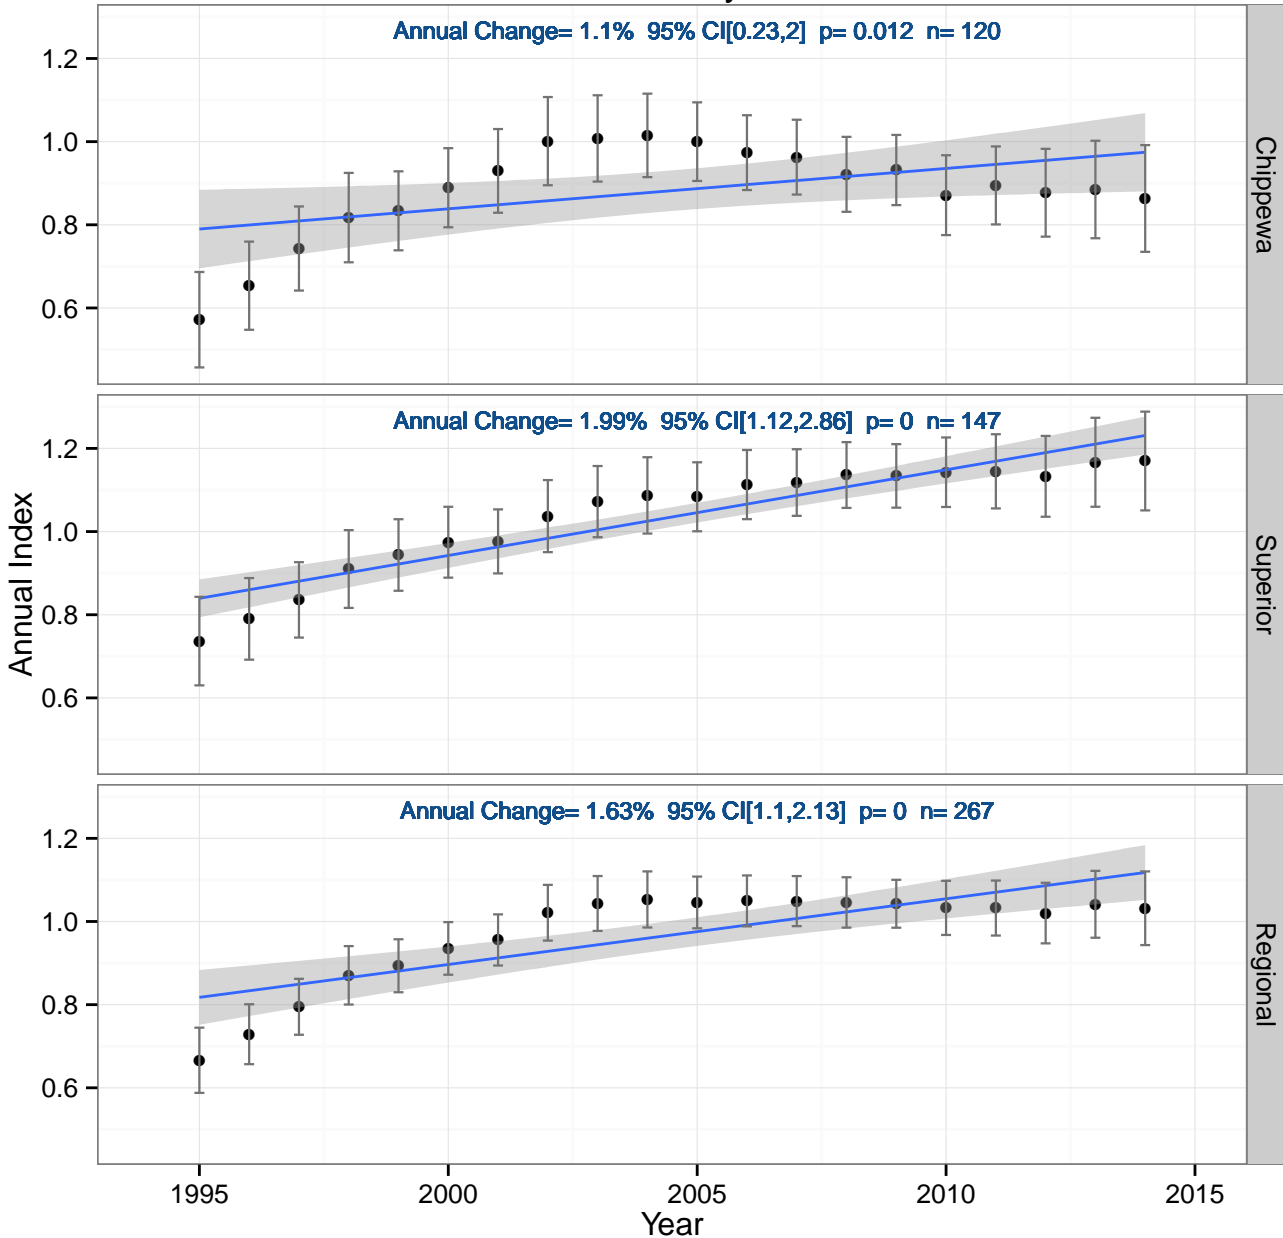 Annual Change= 1.1%  95% CI[0.23,2]  p= 0.012  n= 120
1.2
1.0
0.8
0.6
Chippewa
Annual Change= 1.99%  95% CI[1.12,2.86]  p= 0  n= 147
1.2
1.0
0.8
0.6
Superior
Annual Index
Annual Change= 1.63%  95% CI[1.1,2.13]  p= 0  n= 267
1.2
1.0
0.8
0.6
Regional
1995 2000 2005 2010 2015
Year